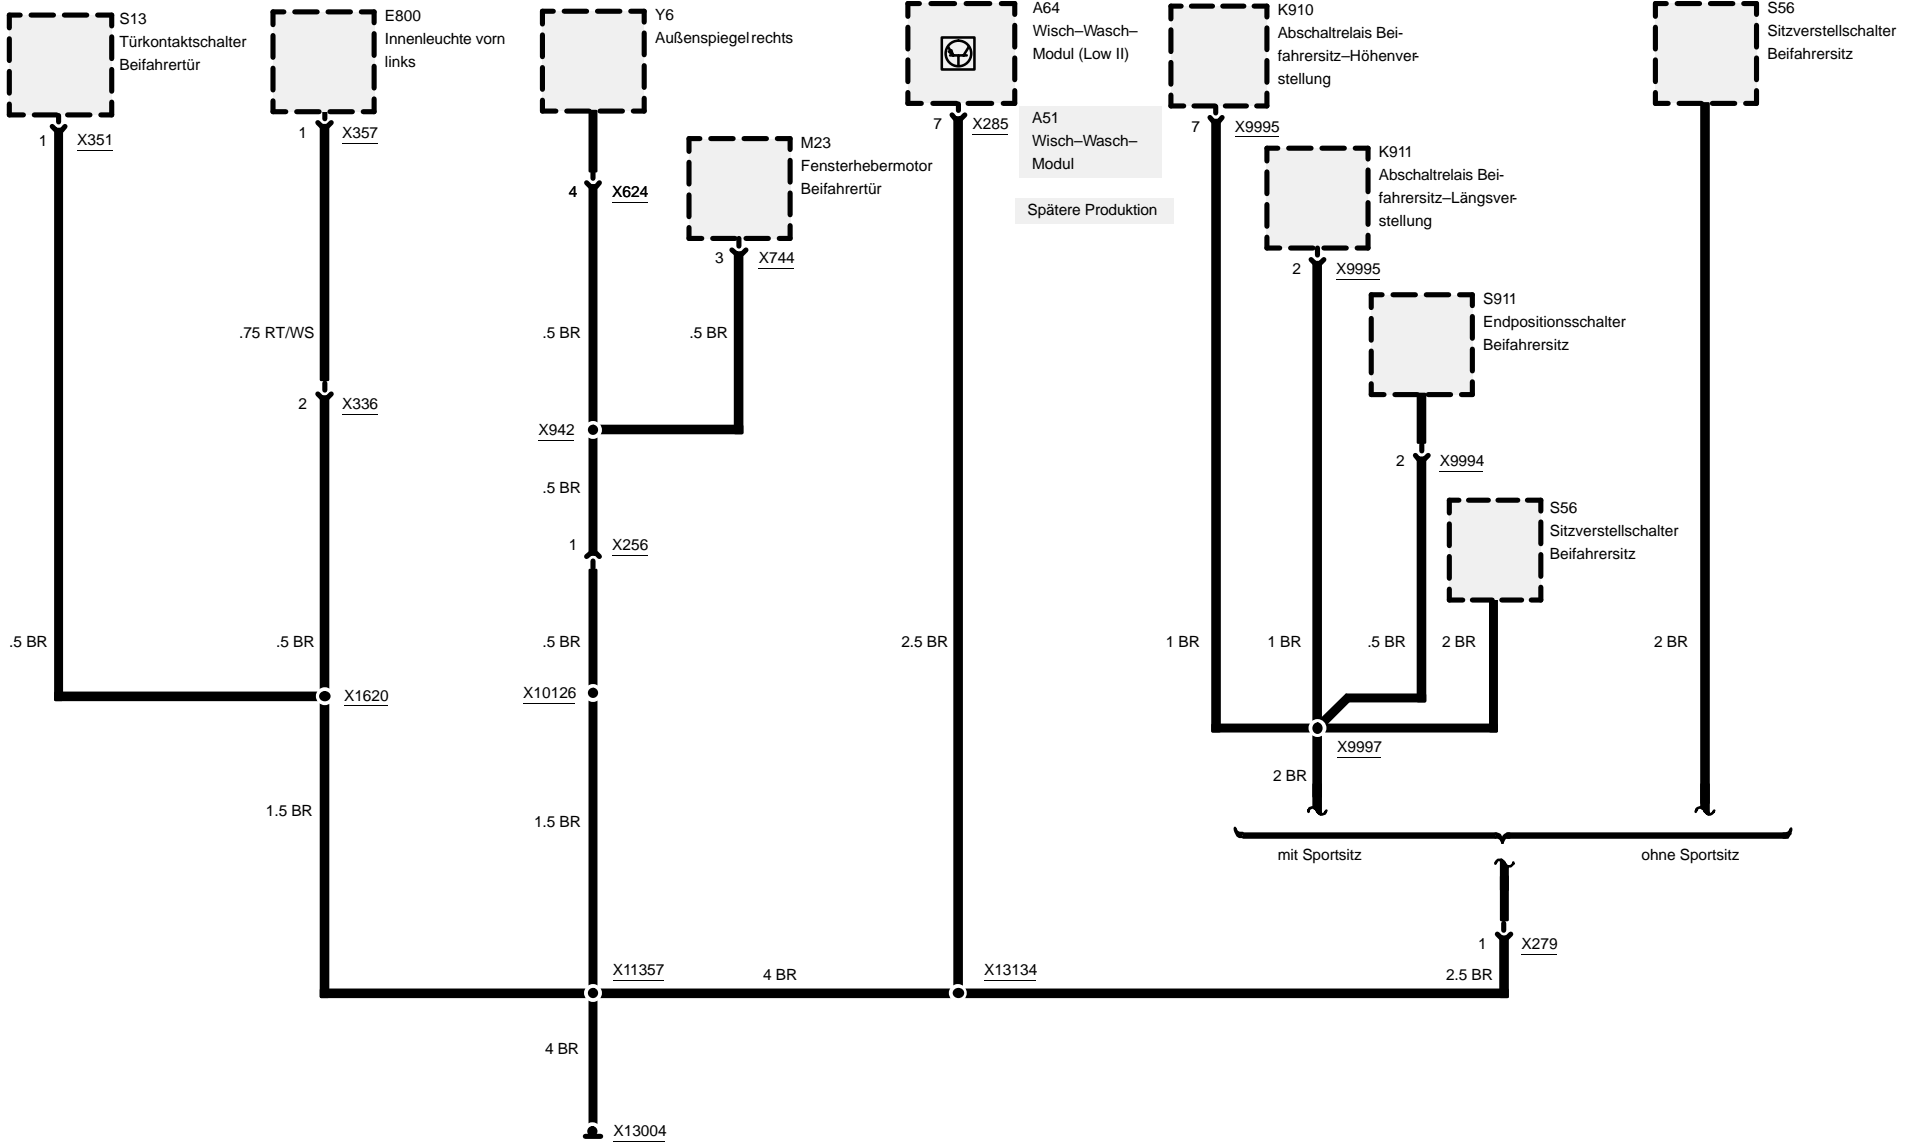 S13
Türkontaktschalter
Beifahrertür
1
X351
E800
Innenleuchte vorn
links
1
X357
Y6
Außenspiegel rechts
4
X624
M23
Fensterhebermotor
Beifahrertür
3
X744
A64
Wisch–Wasch–
Modul (Low II)
7
X285
A51
Wisch–Wasch–
Modul
Spätere Produktion
K910
Abschaltrelais Bei-
fahrersitz–Höhenver-
stellung
7
X9995
K911
Abschaltrelais Bei-
fahrersitz–Längsver-
stellung
2
X9995
S911
Endpositionsschalter
Beifahrersitz
2
X9994
S56
Sitzverstellschalter
Beifahrersitz
S56
Sitzverstellschalter
Beifahrersitz
.75 RT/WS
.5 BR
.5 BR
2
X336
X942
.5 BR
1
X256
.5 BR
.5 BR
.5 BR
2.5 BR
1 BR
1 BR
.5 BR
2 BR
2 BR
X1620
X10126
X9997
2 BR
1.5 BR
1.5 BR
mit Sportsitz
ohne Sportsitz
1
X279
X11357
4 BR
X13134
2.5 BR
4 BR
X13004